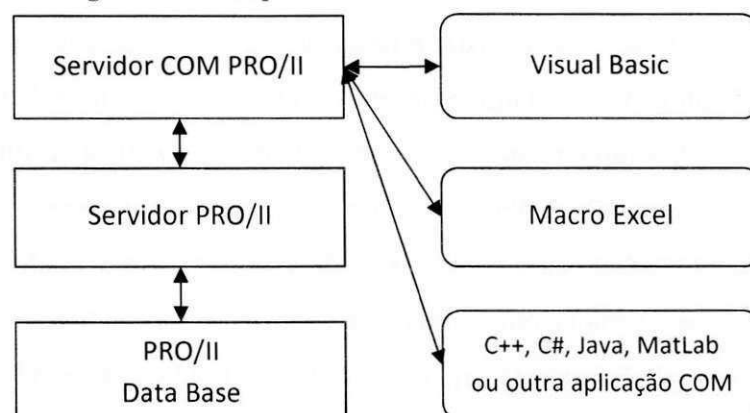 Servidor COM PRO/II
Visual Basic
Servidor PRO/II
Macro Excel
PRO/II
Data Base
C++, C#, Java, MatLab
ou outra aplicação COM